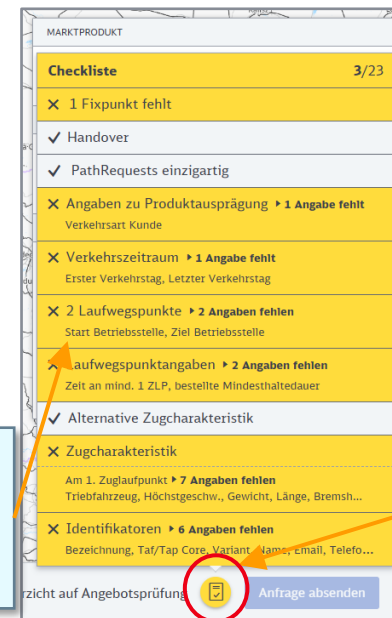 MARKTPRODUKT
Checkliste 3/23
1 Fixpunkt fehlt
Handover
PathRequests einzigartig
Angaben zu Produktausprägung ▸ 1 Angabe fehlt
Verkehrsart Kunde
Verkehrszeitraum ▸ 1 Angabe fehlt
Erster Verkehrstag, Letzter Verkehrstag
2 Laufwegspunkte ▸ 2 Angaben fehlen
Start Betriebsstelle, Ziel Betriebsstelle
Laufwegspunktangaben ▸ 2 Angaben fehlen
Zeit an mind. 1 ZLP, bestellte Mindesthaltedauer
Alternative Zugcharakteristik
Zugcharakteristik
Am 1. Zuglaufpunkt ▸ 7 Angaben fehlen
Triebfahrzeug, Höchstgeschw., Gewicht, Länge, Bremsh...
Identifikatoren ▸ 6 Angaben fehlen
Bezeichnung, Taf/Tap Core, Variant, Name, Email, Telefo...
rzicht auf Angebotsprüfung Anfrage absenden